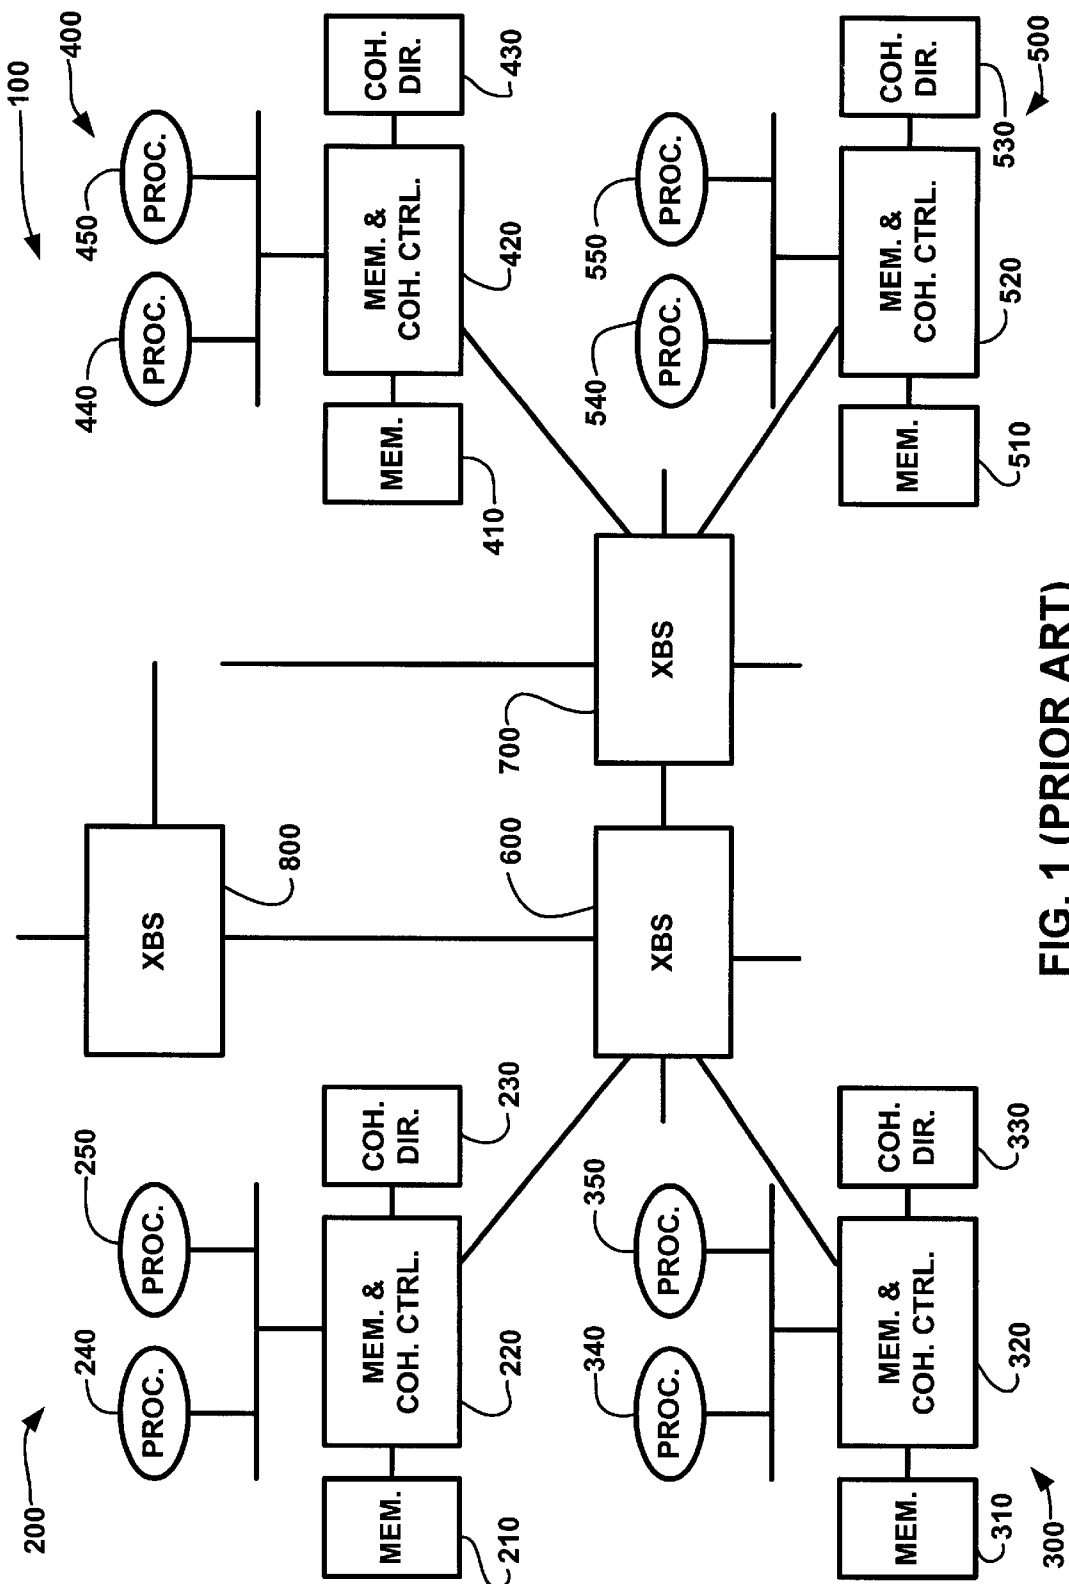 100
200
240
250
PROC.
PROC.
MEM.
MEM. &
COH. CTRL.
COH.
DIR.
210
220
230
XBS
800
400
440
450
PROC.
PROC.
MEM.
MEM. &
COH. CTRL.
COH.
DIR.
410
420
430
340
350
PROC.
PROC.
MEM.
MEM. &
COH. CTRL.
COH.
DIR.
310
320
330
300
600
XBS
700
XBS
540
550
PROC.
PROC.
MEM.
MEM. &
COH. CTRL.
COH.
DIR.
510
520
530
500
FIG. 1 (PRIOR ART)